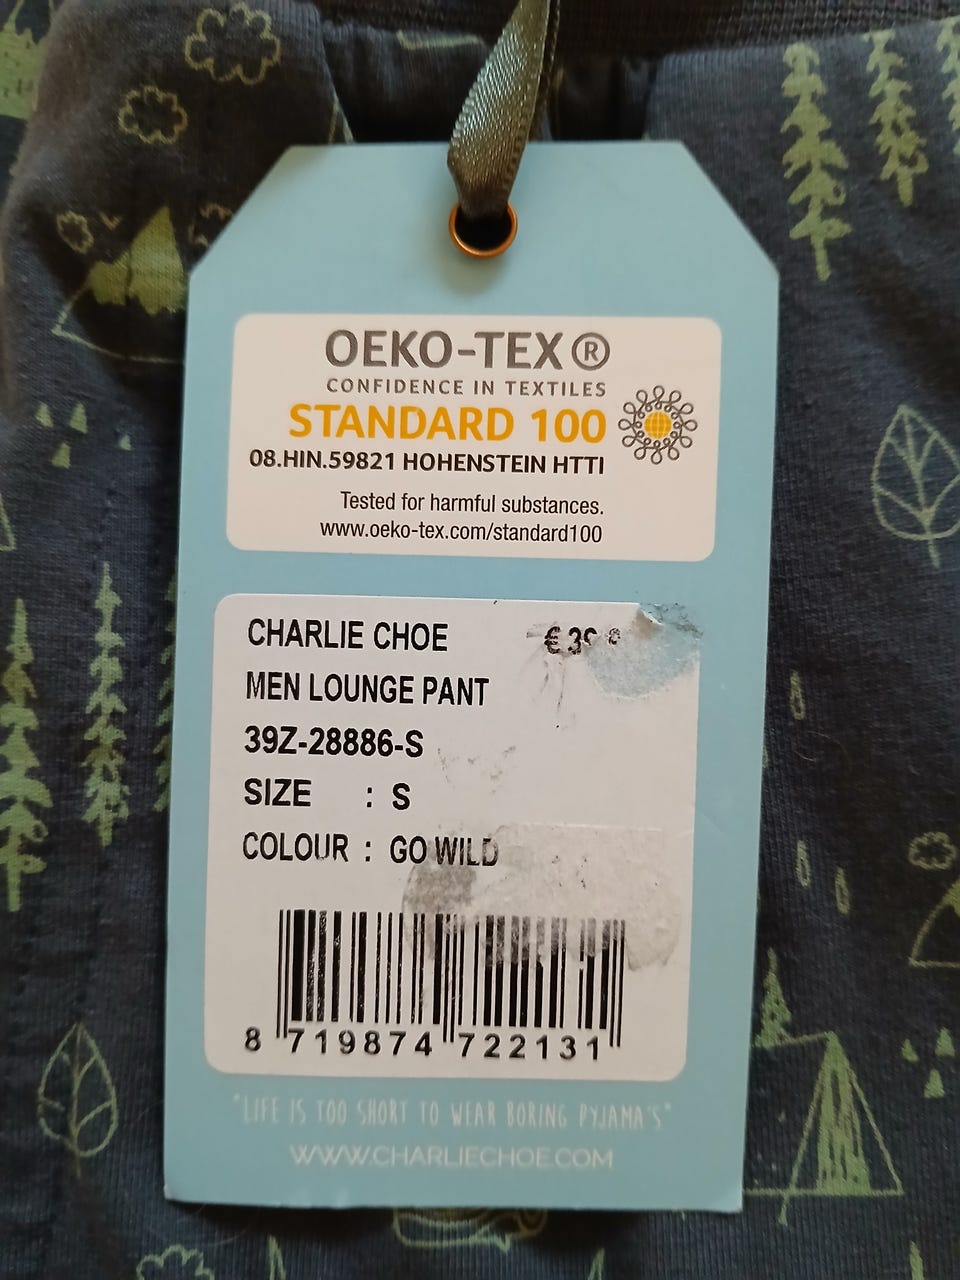 OEKO-TEX®
CONFIDENCE IN TEXTILES
STANDARD 100
08.HIN.59821 HOHENSTEIN HTTI
Tested for harmful substances.
www.oeko-tex.com/standard100
CHARLIE CHOE
MEN LOUNGE PANT
39Z-28886-S
SIZE : S
COLOUR : GO WILD
8 719874 722131
"LIFE IS TOO SHORT TO WEAR BORING PYJAMA'S"
WWW.CHARLIECHOE.COM